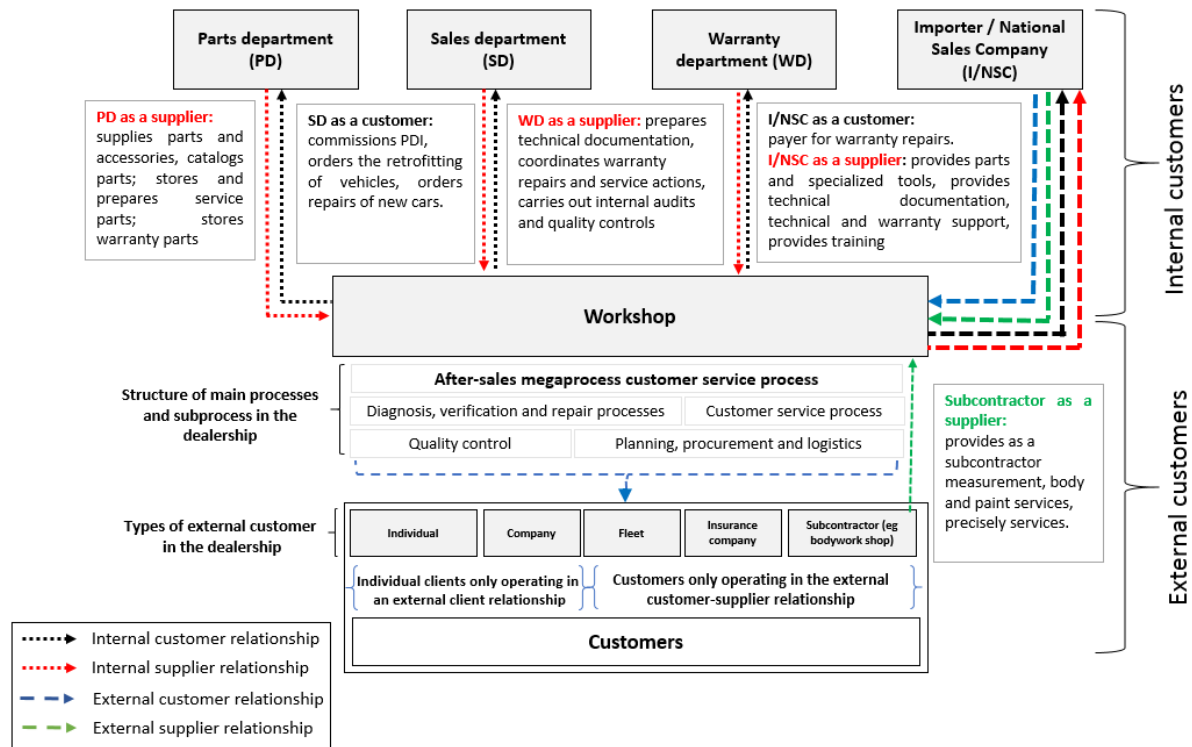 Parts department
(PD)
Sales department
(SD)
Warranty
department (WD)
Importer / National
Sales Company
(I/NSC)
PD as a supplier:
supplies parts and
accessories, catalogs
parts; stores and
prepares service
parts; stores
warranty parts
SD as a customer:
commissions PDI,
orders the retrofitting
of vehicles, orders
repairs of new cars.
WD as a supplier: prepares
technical documentation,
coordinates warranty
repairs and service actions,
carries out internal audits
and quality controls
I/NSC as a customer:
payer for warranty repairs.
I/NSC as a supplier: provides parts
and specialized tools, provides
technical documentation,
technical and warranty support,
provides training
Internal customers
Workshop
Structure of main processes
and subprocess in the
dealership
After-sales megaprocess customer service process
Diagnosis, verification and repair processes
Customer service process
Quality control
Planning, procurement and logistics
Subcontractor as a
supplier:
provides as a
subcontractor
measurement, body
and paint services,
precisely services.
External customers
Types of external customer
in the dealership
Individual
Company
Fleet
Insurance
company
Subcontractor (eg
bodywork shop)
Individual clients only operating in
an external client relationship
Customers only operating in the external
customer-supplier relationship
Customers
Internal customer relationship
Internal supplier relationship
External customer relationship
External supplier relationship